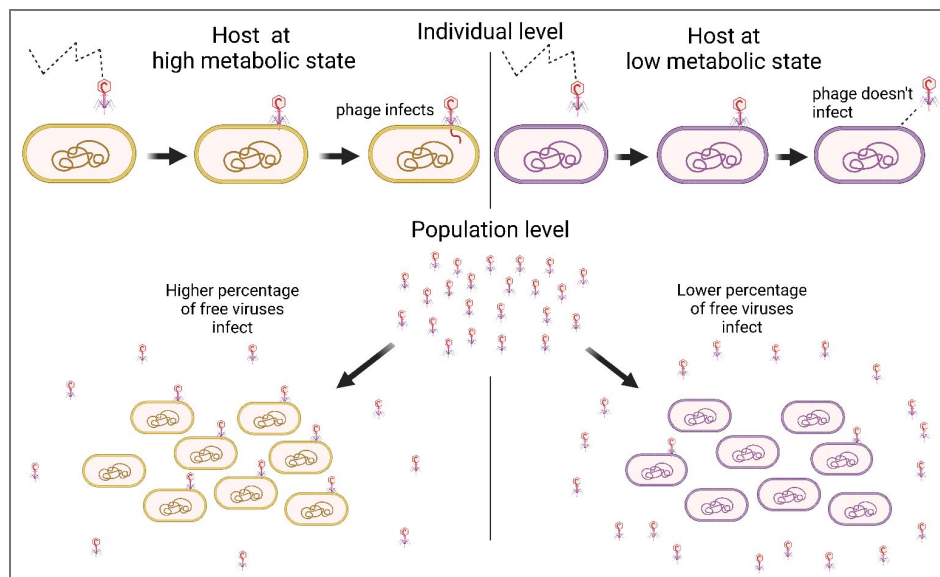 Host at
high metabolic state
Individual level
Host at
low metabolic state
phage infects
phage doesn't
infect
Population level
Higher percentage
of free viruses
infect
Lower percentage
of free viruses
infect